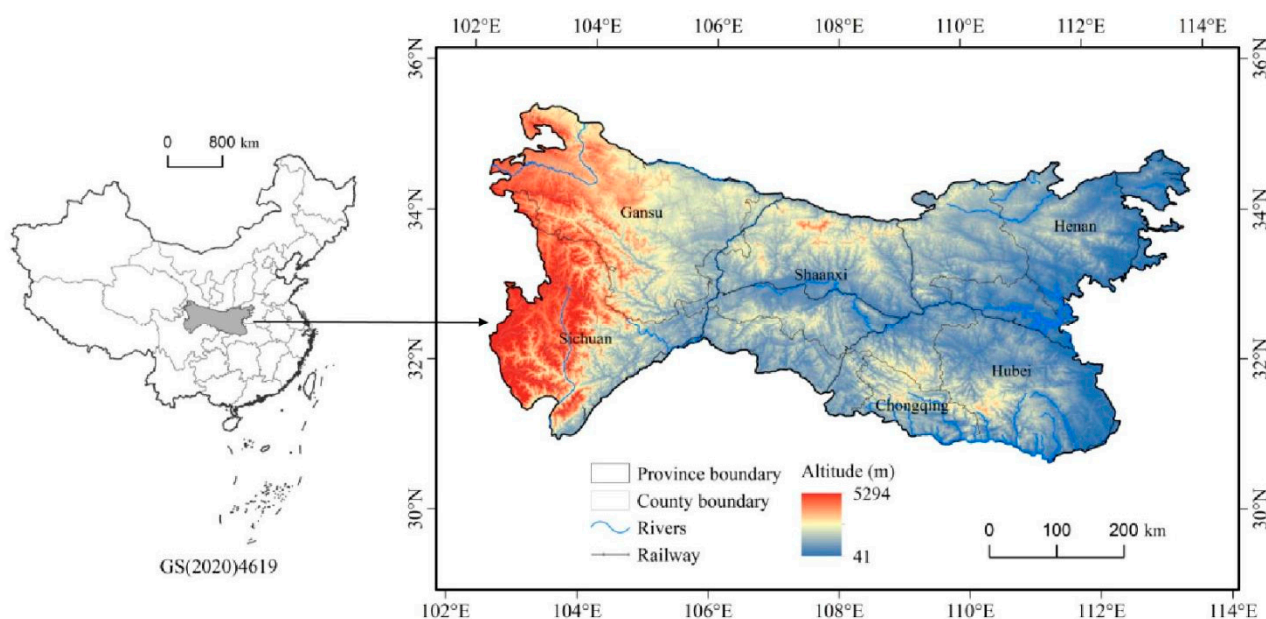 102°E 104°E 106°E 108°E 110°E 112°E 114°E
36°N 36°N
0 800 km
34°N 34°N
Gansu
Henan
Shaanxi
32°N 32°N
Sichuan
Hubei
Chongqing
Province boundary
County boundary
Rivers
Railway
Altitude (m)
5294
41
30°N 30°N
0 100 200
km
GS(2020)4619
102°E 104°E 106°E 108°E 110°E 112°E 114°E